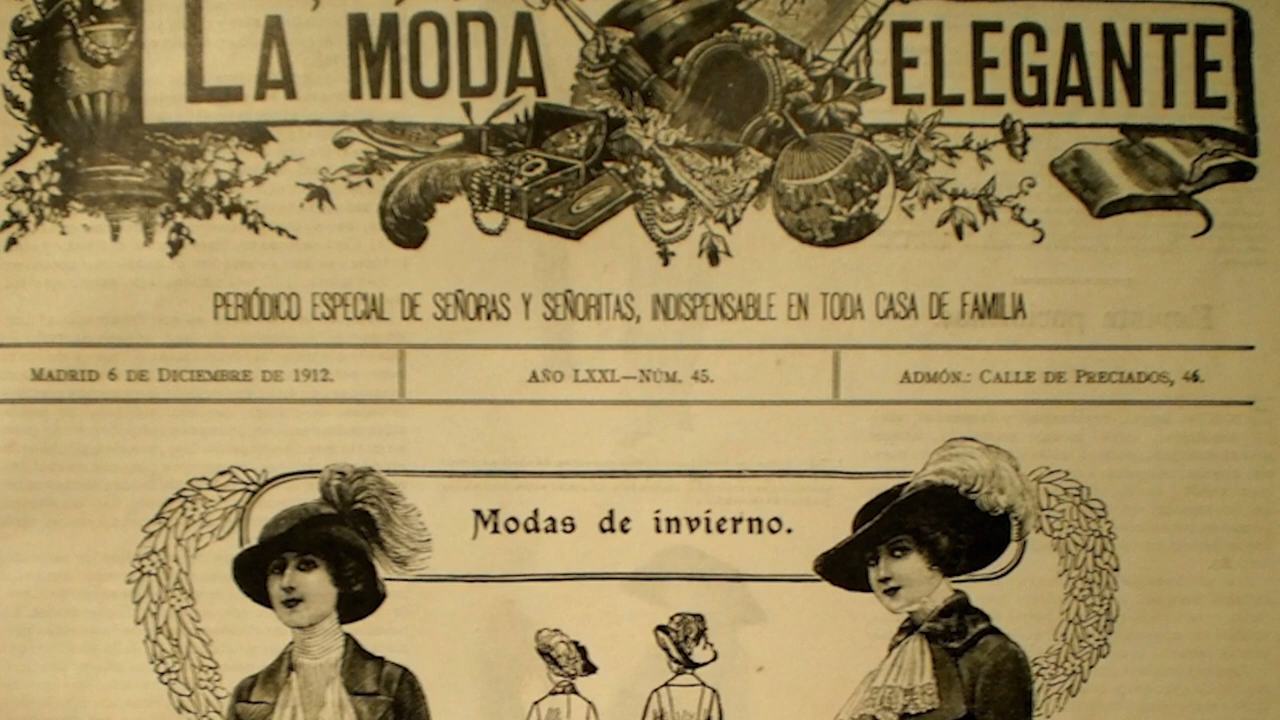 LA MODA ELEGANTE
PERIÓDICO ESPECIAL DE SEÑORAS Y SEÑORITAS, INDISPENSABLE EN TODA CASA DE FAMILIA
MADRID 6 DE DICIEMBRE DE 1912.
AÑO LXXI.—NÚM. 45.
ADMÓN.: CALLE DE PRECIADOS, 46.
Modas de invierno.